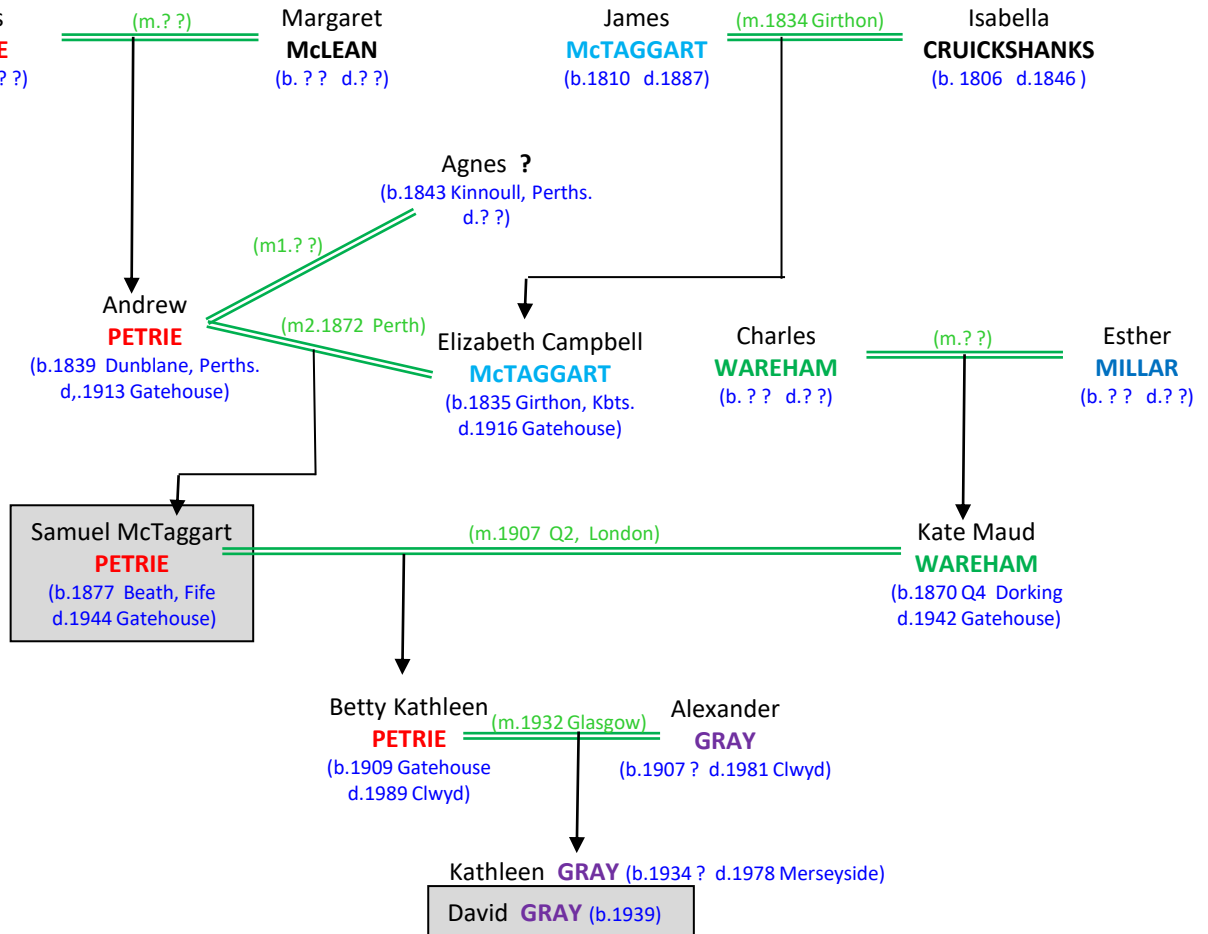 s
(m.? ?)
Margaret
James
(m.1834 Girthon)
Isabella
E
McLEAN
McTAGGART
CRUICKSHANKS
? ?)
(b. ? ? d.? ?)
(b.1810 d.1887)
(b. 1806 d.1846 )
Agnes ?
(b.1843 Kinnoull, Perths.
d.? ?)
(m1.? ?)
Andrew
PETRIE
(b.1839 Dunblane, Perths.
d,.1913 Gatehouse)
(m2.1872 Perth)
Elizabeth Campbell
McTAGGART
(b.1835 Girthon, Kbts.
d.1916 Gatehouse)
Charles
WAREHAM
(b. ? ? d.? ?)
(m.? ?)
Esther
MILLAR
(b. ? ? d.? ?)
Samuel McTaggart
PETRIE
(b.1877 Beath, Fife
d.1944 Gatehouse)
(m.1907 Q2, London)
Kate Maud
WAREHAM
(b.1870 Q4 Dorking
d.1942 Gatehouse)
Betty Kathleen
PETRIE
(b.1909 Gatehouse
d.1989 Clwyd)
(m.1932 Glasgow)
Alexander
GRAY
(b.1907 ? d.1981 Clwyd)
Kathleen GRAY (b.1934 ? d.1978 Merseyside)
David GRAY (b.1939)